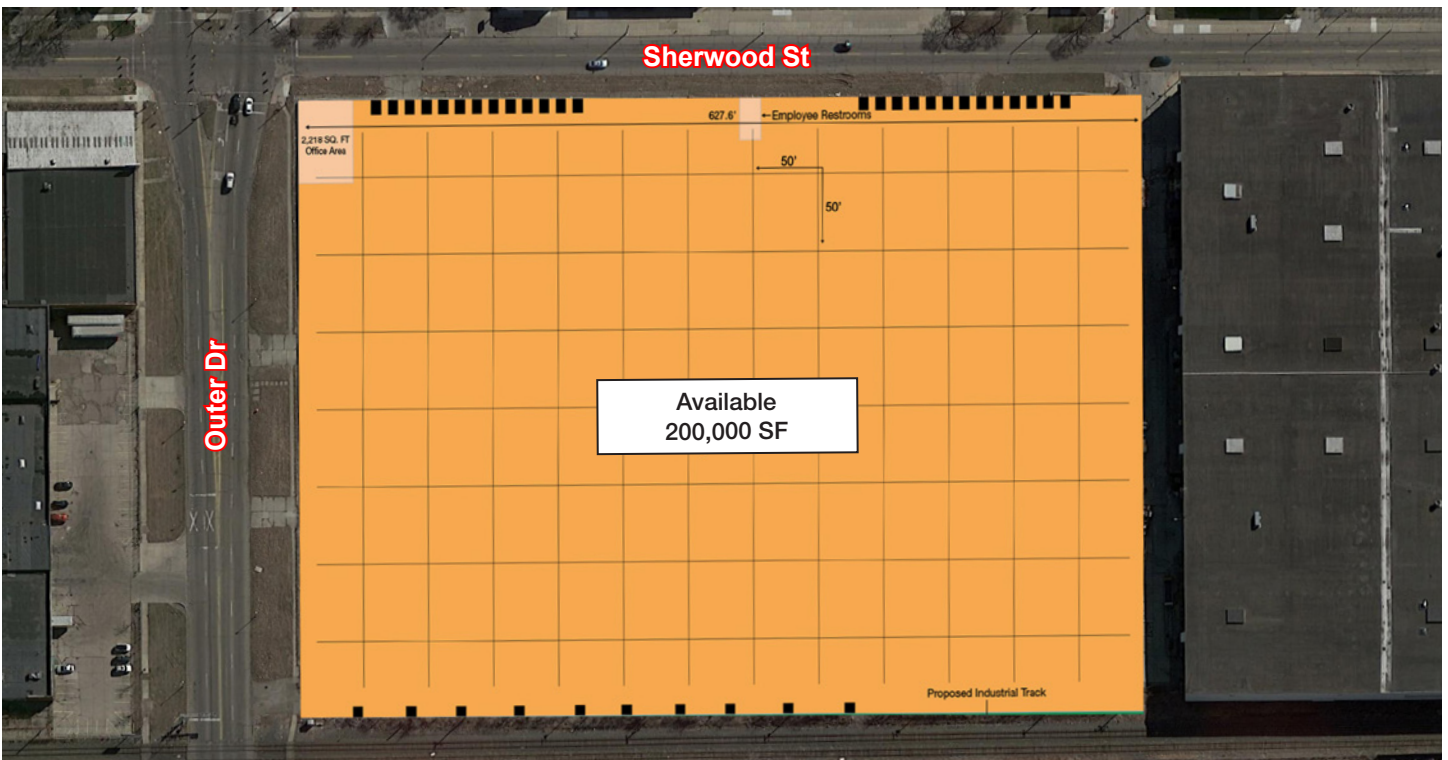 Sherwood St
627.6'
Employee Restrooms
2,218 SQ. FT
Office Area
50'
50'
Outer Dr
Available
200,000 SF
Proposed Industrial Track